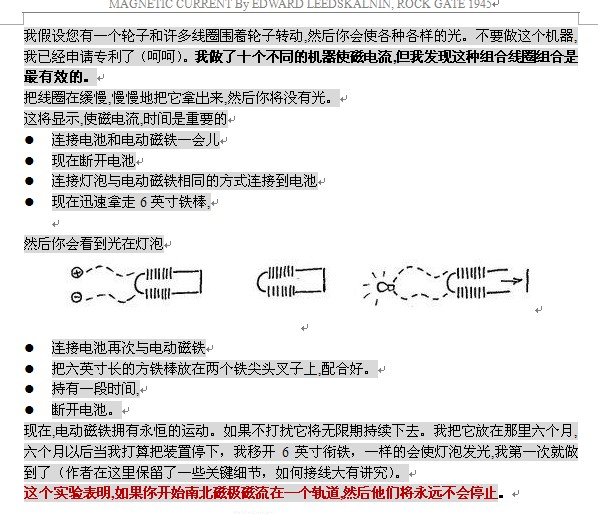 MAGNETIC CURRENT By EDWARD LEEDSKALNIN, ROCK GATE 1945
我假设您有一个轮子和许多线圈围着轮子转动,然后你会使各种各样的光。不要做这个机器,
我已经申请专利了(呵呵)。我做了十个不同的机器使磁电流,但我发现这种组合线圈组合是
最有效的。
把线圈在缓慢,慢慢地把它拿出来,然后你将没有光。
这将显示,使磁电流,时间是重要的
● 连接电池和电动磁铁一会儿
● 现在断开电池
● 连接灯泡与电动磁铁相同的方式连接到电池
● 现在迅速拿走 6 英寸铁棒,
然后你会看到光在灯泡
● 连接电池再次与电动磁铁
● 把六英寸长的方铁棒放在两个铁尖头叉子上,配合好。
● 持有一段时间,
● 断开电池。
现在,电动磁铁拥有永恒的运动。如果不打扰它将无限期持续下去。我把它放在那里六个月,
六个月以后当我打算把装置停下，我移开 6 英寸衔铁，一样的会使灯泡发光,我第一次就做
到了（作者在这里保留了一些关键细节，如何接线大有讲究）。
这个实验表明,如果你开始南北磁极磁流在一个轨道,然后他们将永远不会停止。